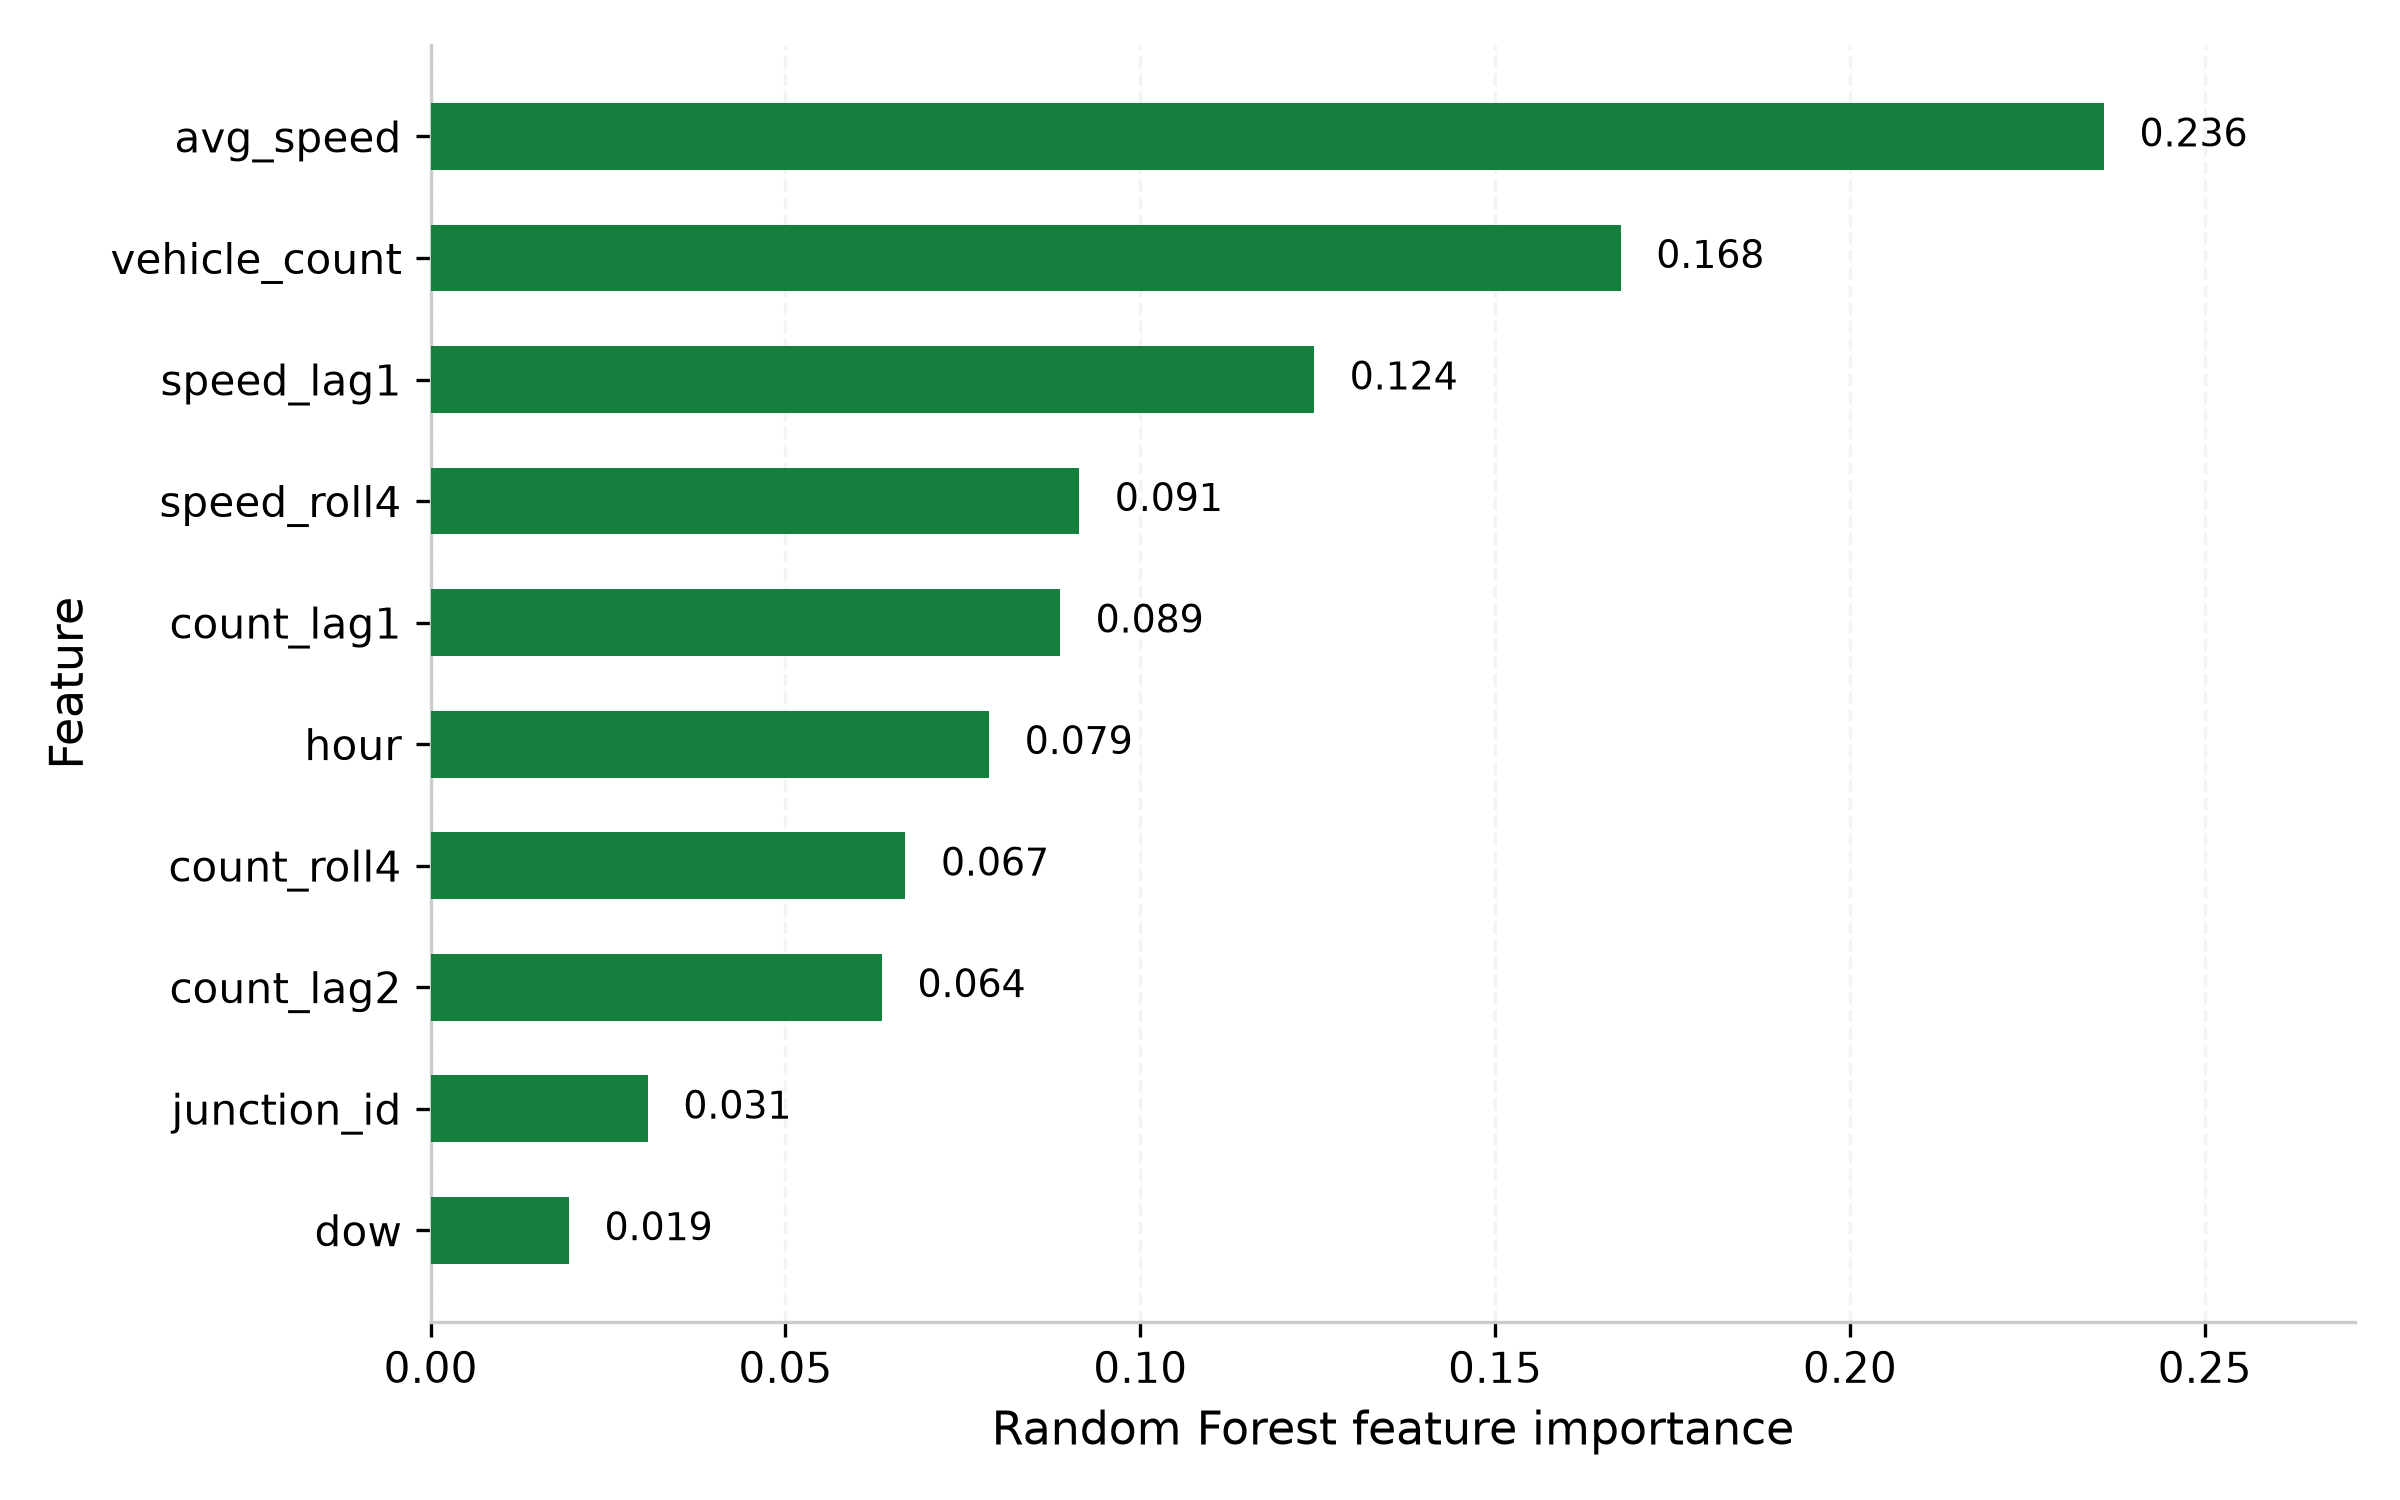 avg_speed 0.236
vehicle_count 0.168
speed_lag1 0.124
speed_roll4 0.091
count_lag1 0.089
Feature
hour 0.079
count_roll4 0.067
count_lag2 0.064
junction_id 0.031
dow 0.019
0.00 0.05 0.10 0.15 0.20 0.25
Random Forest feature importance